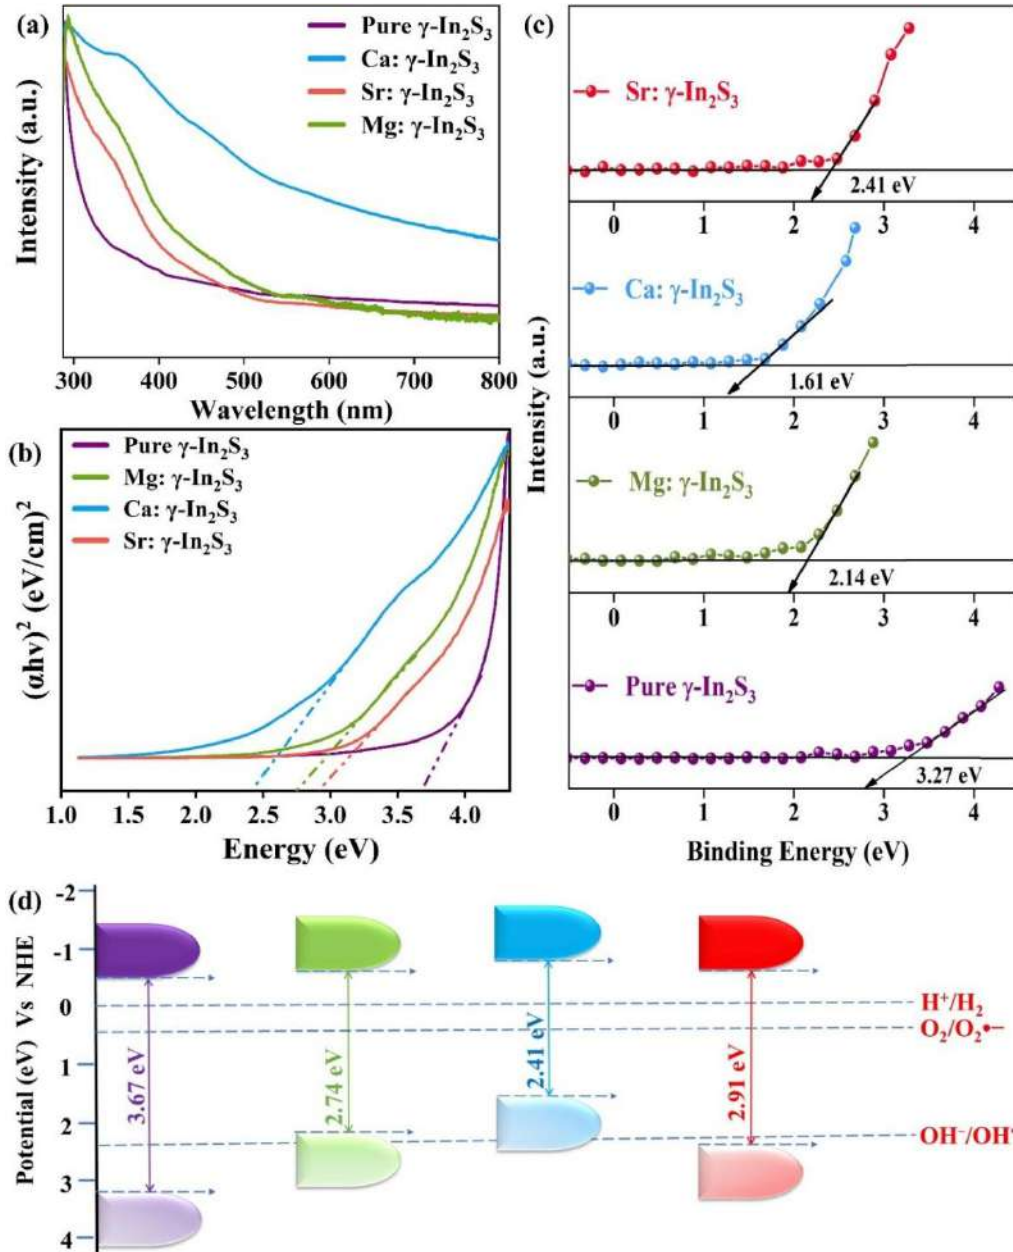 (a)
Pure γ-In₂S₃
Ca: γ-In₂S₃
Sr: γ-In₂S₃
Mg: γ-In₂S₃
Intensity (a.u.)
300 400 500 600 700 800
Wavelength (nm)
(b)
Pure γ-In₂S₃
Mg: γ-In₂S₃
Ca: γ-In₂S₃
Sr: γ-In₂S₃
(αhν)² (eV/cm)²
1.0 1.5 2.0 2.5 3.0 3.5 4.0
Energy (eV)
(c)
Sr: γ-In₂S₃
2.41 eV
0 1 2 3 4
Ca: γ-In₂S₃
1.61 eV
0 1 2 3 4
Intensity (a.u.)
Mg: γ-In₂S₃
2.14 eV
0 1 2 3 4
Pure γ-In₂S₃
3.27 eV
0 1 2 3 4
Binding Energy (eV)
(d)
Potential (eV) Vs NHE
-2
-1
0
1
2
3
4
3.67 eV
2.74 eV
2.41 eV
2.91 eV
H⁺/H₂
O₂/O₂•−
OH⁻/OH•